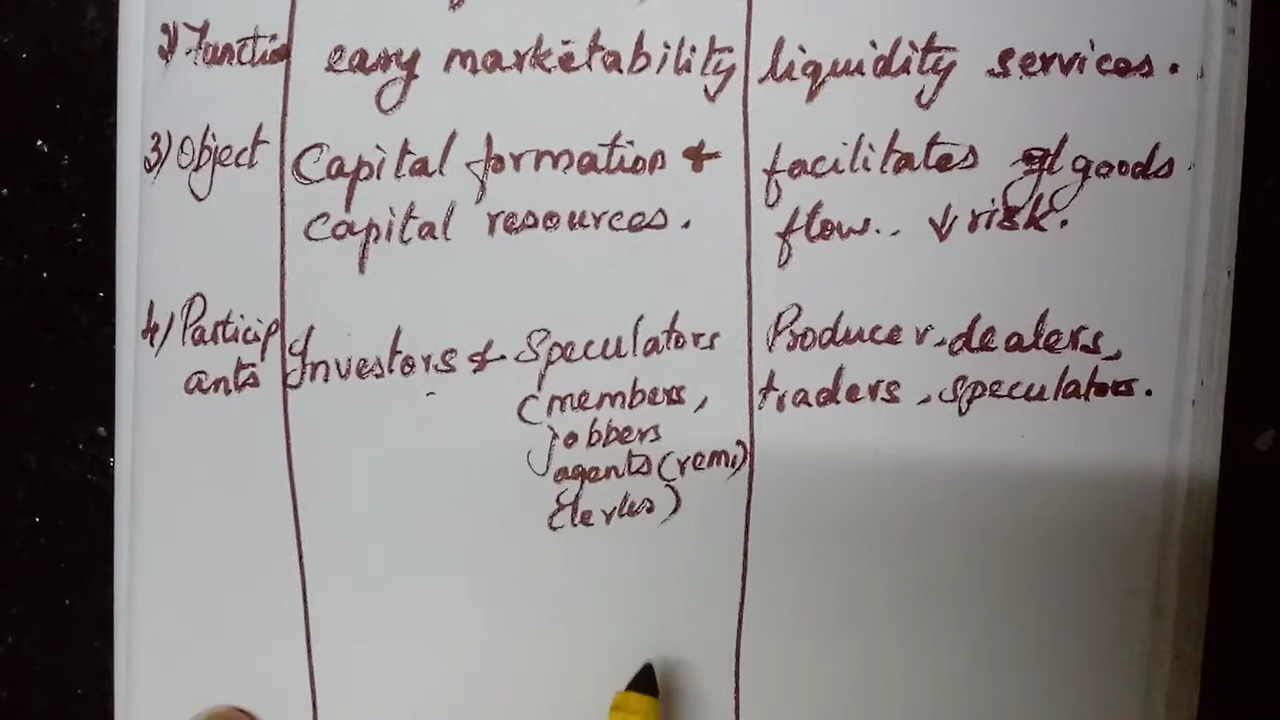 2) Functio easy marketability liquidity services.
3) Object Capital formation & facilitates goods
capital resources. flow.. ↓ risk.
4) Particip Investors & Speculators Producer, dealers,
ants (members, traders, speculators.
jobbers
agents (remi)
Clerks)